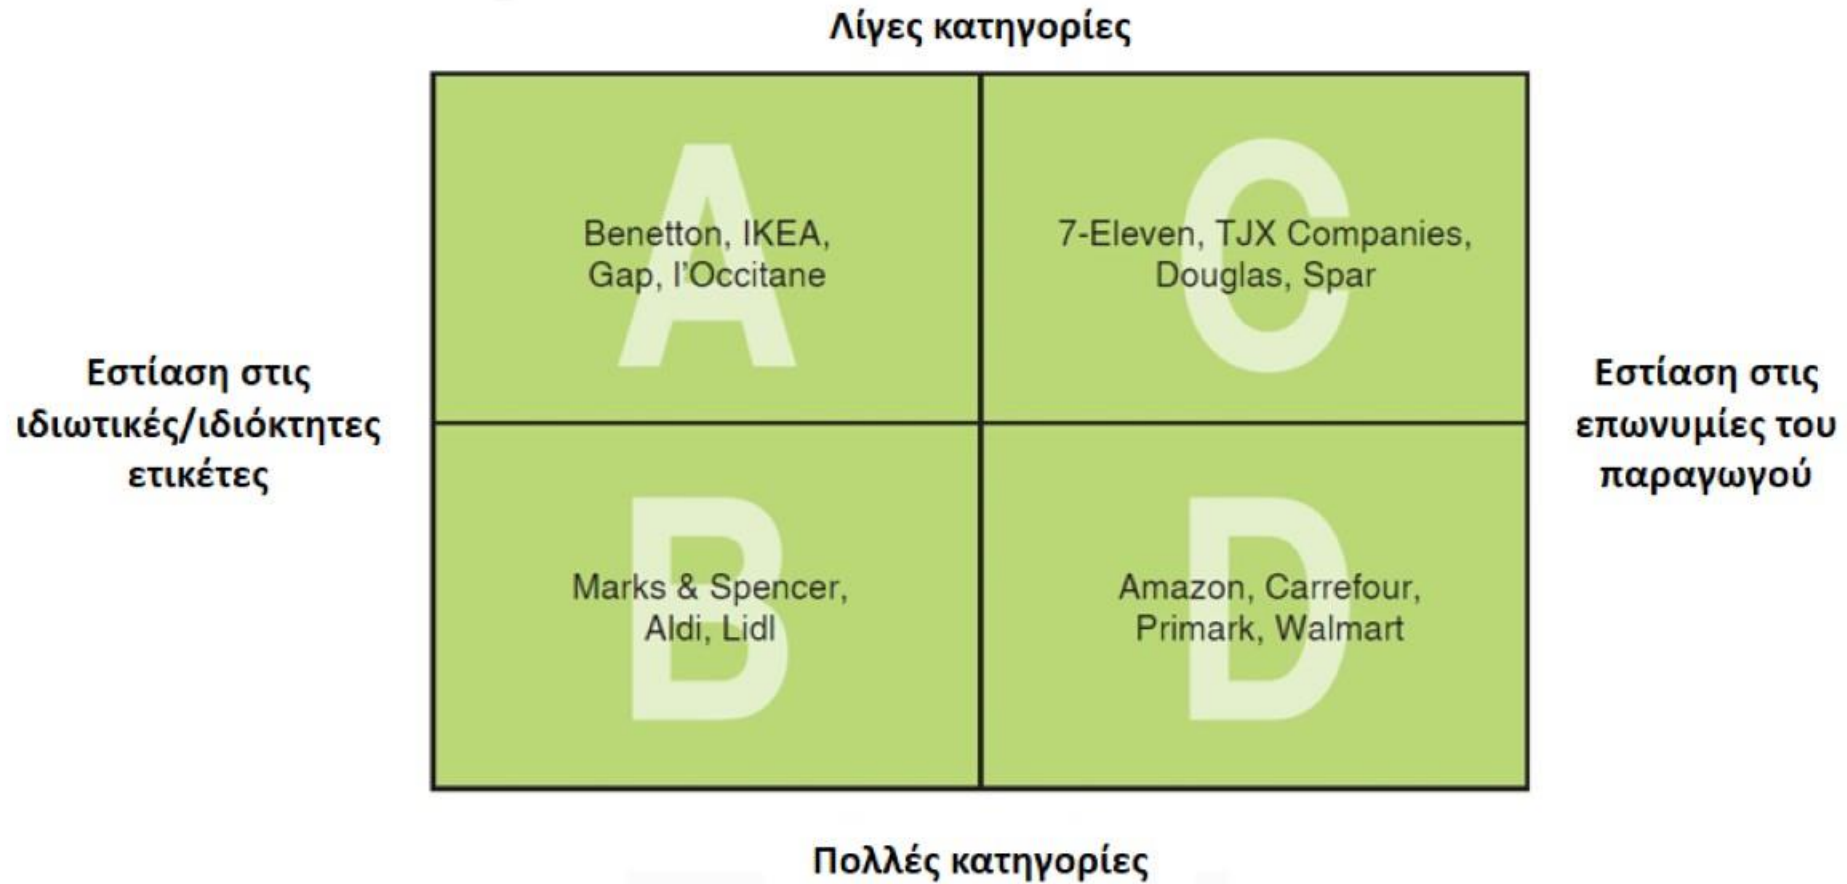 Λίγες κατηγορίες
A
Benetton, IKEA,
Gap, l'Occitane
C
7-Eleven, TJX Companies,
Douglas, Spar
Εστίαση στις
ιδιωτικές/ιδιόκτητες
ετικέτες
Εστίαση στις
επωνυμίες του
παραγωγού
B
Marks & Spencer,
Aldi, Lidl
D
Amazon, Carrefour,
Primark, Walmart
Πολλές κατηγορίες